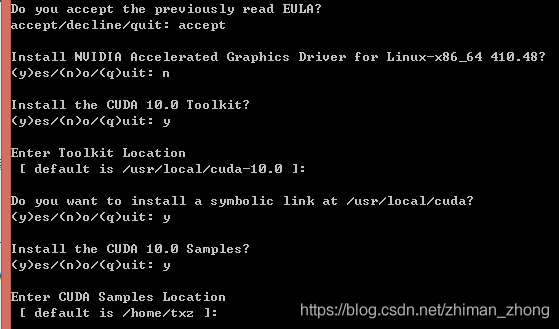 Do you accept the previously read EULA?
accept/decline/quit: accept
Install NVIDIA Accelerated Graphics Driver for Linux-x86_64 410.48?
(y)es/(n)o/(q)uit: n
Install the CUDA 10.0 Toolkit?
(y)es/(n)o/(q)uit: y
Enter Toolkit Location
[ default is /usr/local/cuda-10.0 ]:
Do you want to install a symbolic link at /usr/local/cuda?
(y)es/(n)o/(q)uit: y
Install the CUDA 10.0 Samples?
(y)es/(n)o/(q)uit: y
Enter CUDA Samples Location
[ default is /home/txz ]:
https://blog.csdn.net/zhiman_zhong